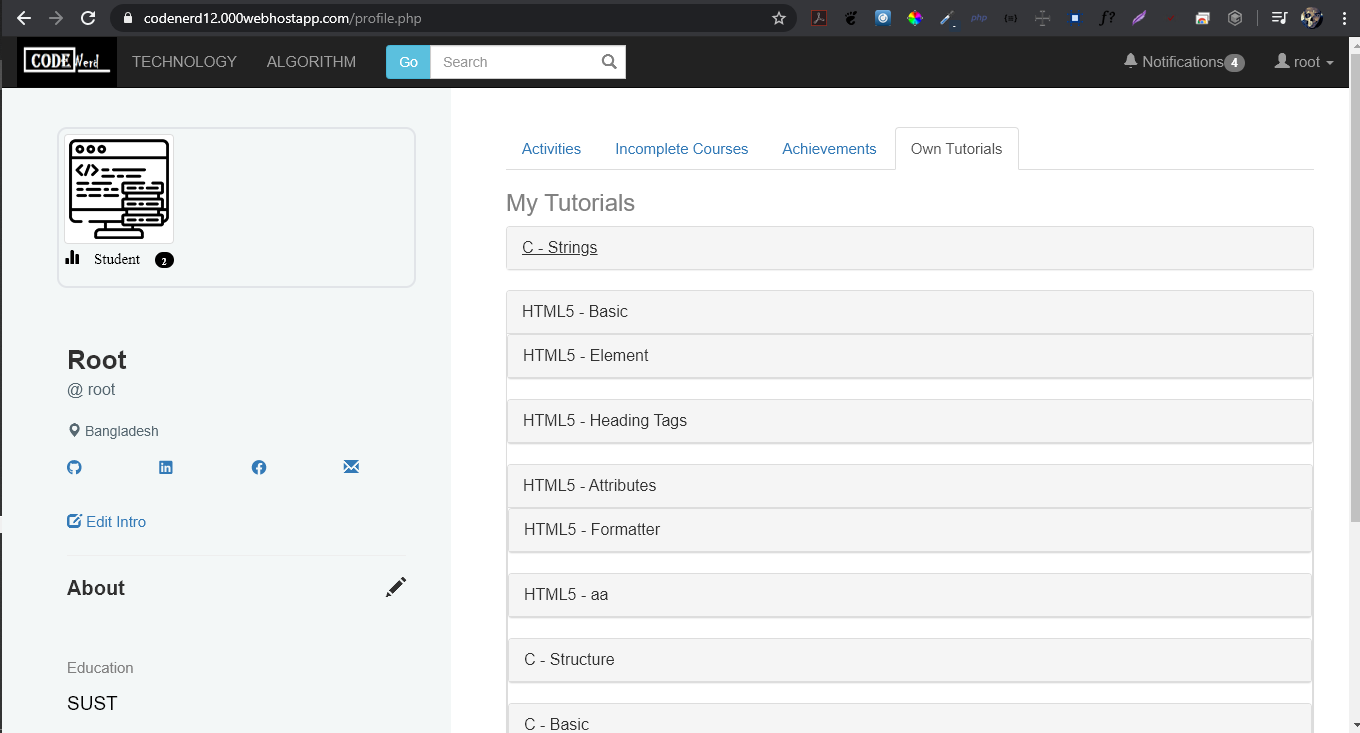 codenerd12.000webhostapp.com/profile.php
php
f?
CODE Nerd
TECHNOLOGY
ALGORITHM
Go
Search
Notifications 4
root
</>
Student 2
Root
@ root
Bangladesh
Edit Intro
About
Education
SUST
Activities
Incomplete Courses
Achievements
Own Tutorials
My Tutorials
C - Strings
HTML5 - Basic
HTML5 - Element
HTML5 - Heading Tags
HTML5 - Attributes
HTML5 - Formatter
HTML5 - aa
C - Structure
C - Basic